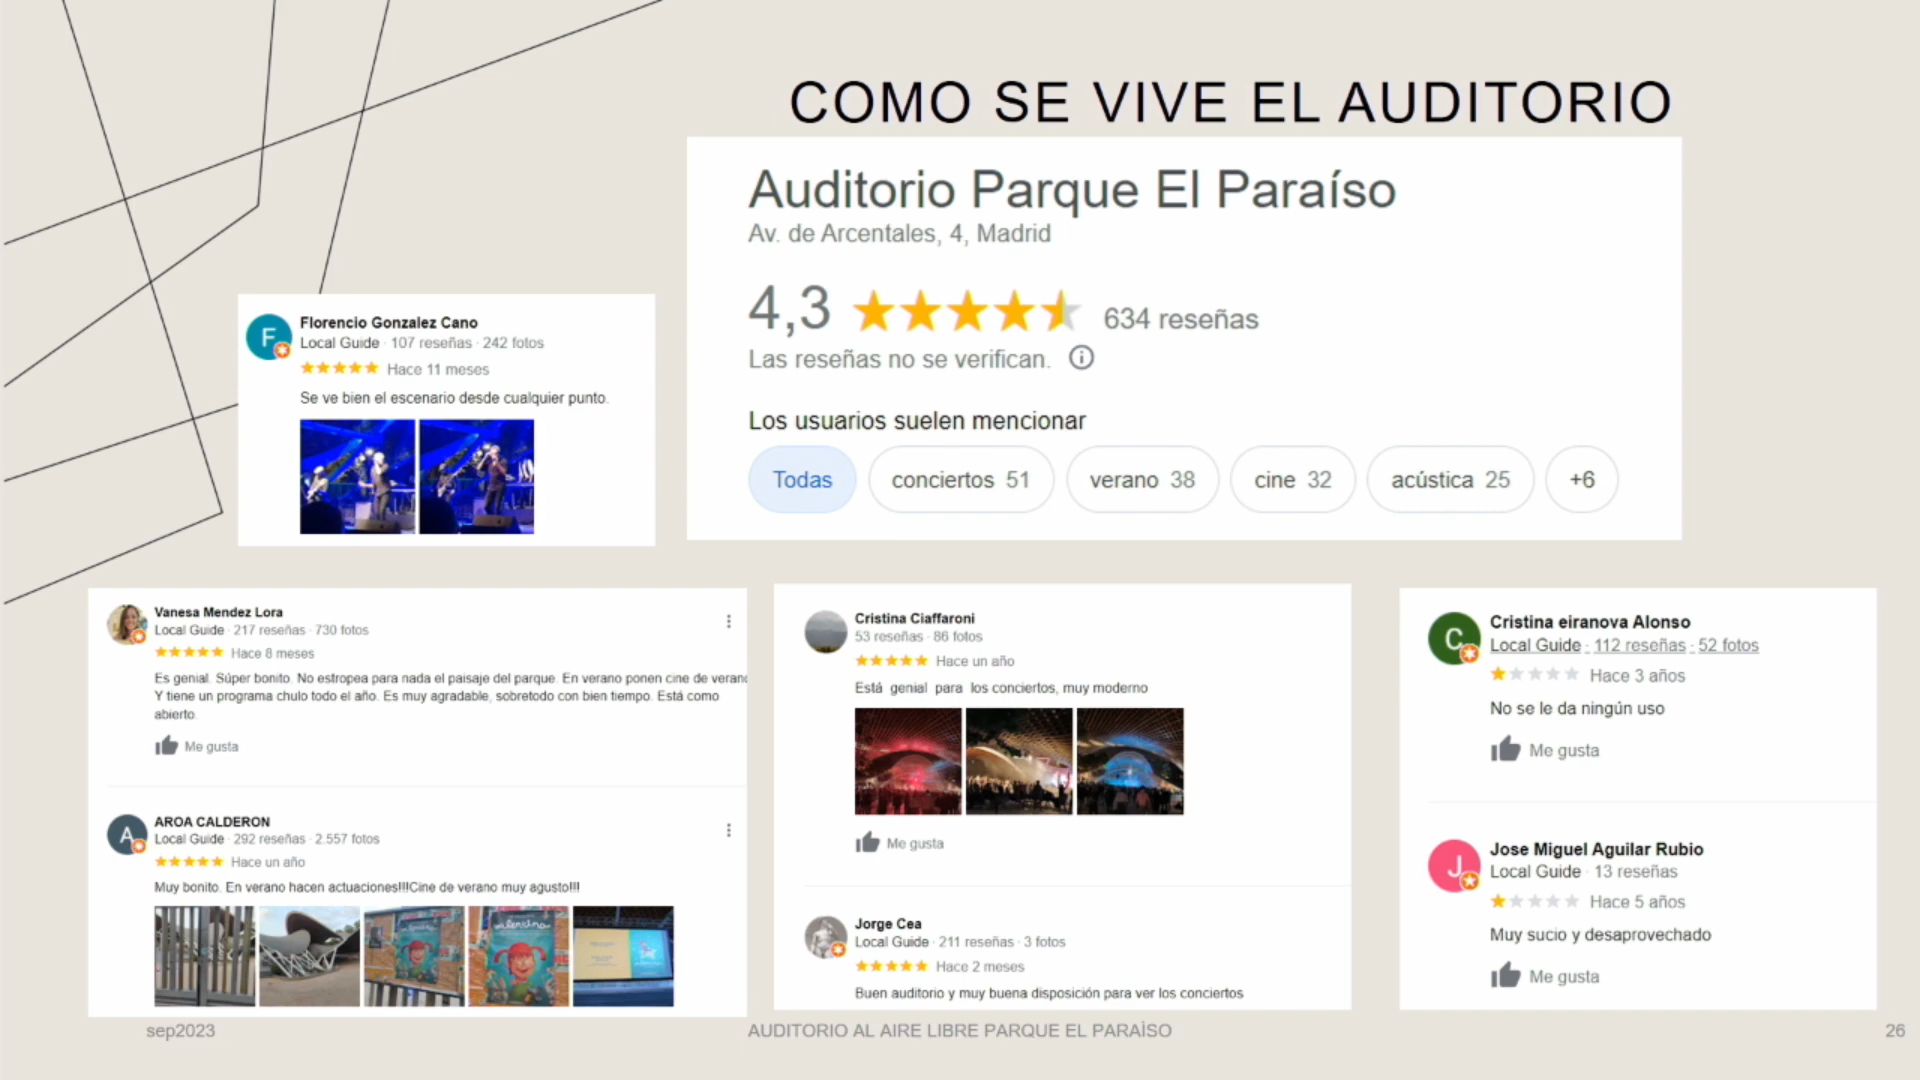 COMO SE VIVE EL AUDITORIO
Auditorio Parque El Paraíso
Av. de Arcentales, 4, Madrid
4,3 634 reseñas
Las reseñas no se verifican.
Los usuarios suelen mencionar
Todas conciertos 51 verano 38 cine 32 acústica 25 +6
F
Florencio Gonzalez Cano
Local Guide · 107 reseñas · 242 fotos
Hace 11 meses
Se ve bien el escenario desde cualquier punto.
Vanesa Mendez Lora
Local Guide · 217 reseñas · 730 fotos
Hace 8 meses
Es genial. Súper bonito. No estropea para nada el paisaje del parque. En verano ponen cine de verano
Y tiene un programa chulo todo el año. Es muy agradable, sobretodo con bien tiempo. Está como
abierto.
Me gusta
A
AROA CALDERON
Local Guide · 292 reseñas · 2.557 fotos
Hace un año
Muy bonito. En verano hacen actuaciones!!!Cine de verano muy agusto!!!
Cristina Ciaffaroni
53 reseñas · 86 fotos
Hace un año
Está genial para los conciertos, muy moderno
Me gusta
Jorge Cea
Local Guide · 211 reseñas · 3 fotos
Hace 2 meses
Buen auditorio y muy buena disposición para ver los conciertos
C
Cristina eiranova Alonso
Local Guide · 112 reseñas · 52 fotos
Hace 3 años
No se le da ningún uso
Me gusta
J
Jose Miguel Aguilar Rubio
Local Guide · 13 reseñas
Hace 5 años
Muy sucio y desaprovechado
Me gusta
sep2023
AUDITORIO AL AIRE LIBRE PARQUE EL PARAÍSO
26